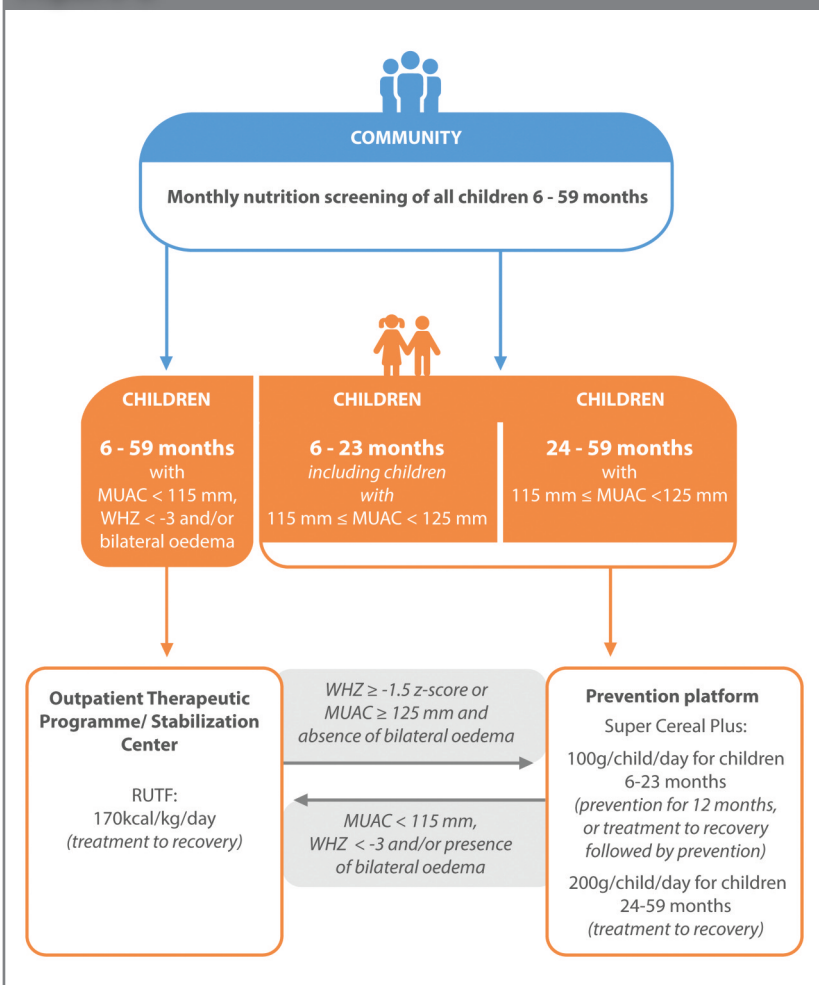 COMMUNITY
Monthly nutrition screening of all children 6 - 59 months
CHILDREN
6 - 59 months
with
MUAC < 115 mm,
WHZ < -3 and/or
bilateral oedema
CHILDREN
6 - 23 months
including children
with
115 mm ≤ MUAC < 125 mm
CHILDREN
24 - 59 months
with
115 mm ≤ MUAC <125 mm
Outpatient Therapeutic
Programme/ Stabilization
Center
RUTF:
170kcal/kg/day
(treatment to recovery)
WHZ ≥ -1.5 z-score or
MUAC ≥ 125 mm and
absence of bilateral oedema
MUAC < 115 mm,
WHZ < -3 and/or presence
of bilateral oedema
Prevention platform
Super Cereal Plus:
100g/child/day for children
6-23 months
(prevention for 12 months,
or treatment to recovery
followed by prevention)
200g/child/day for children
24-59 months
(treatment to recovery)